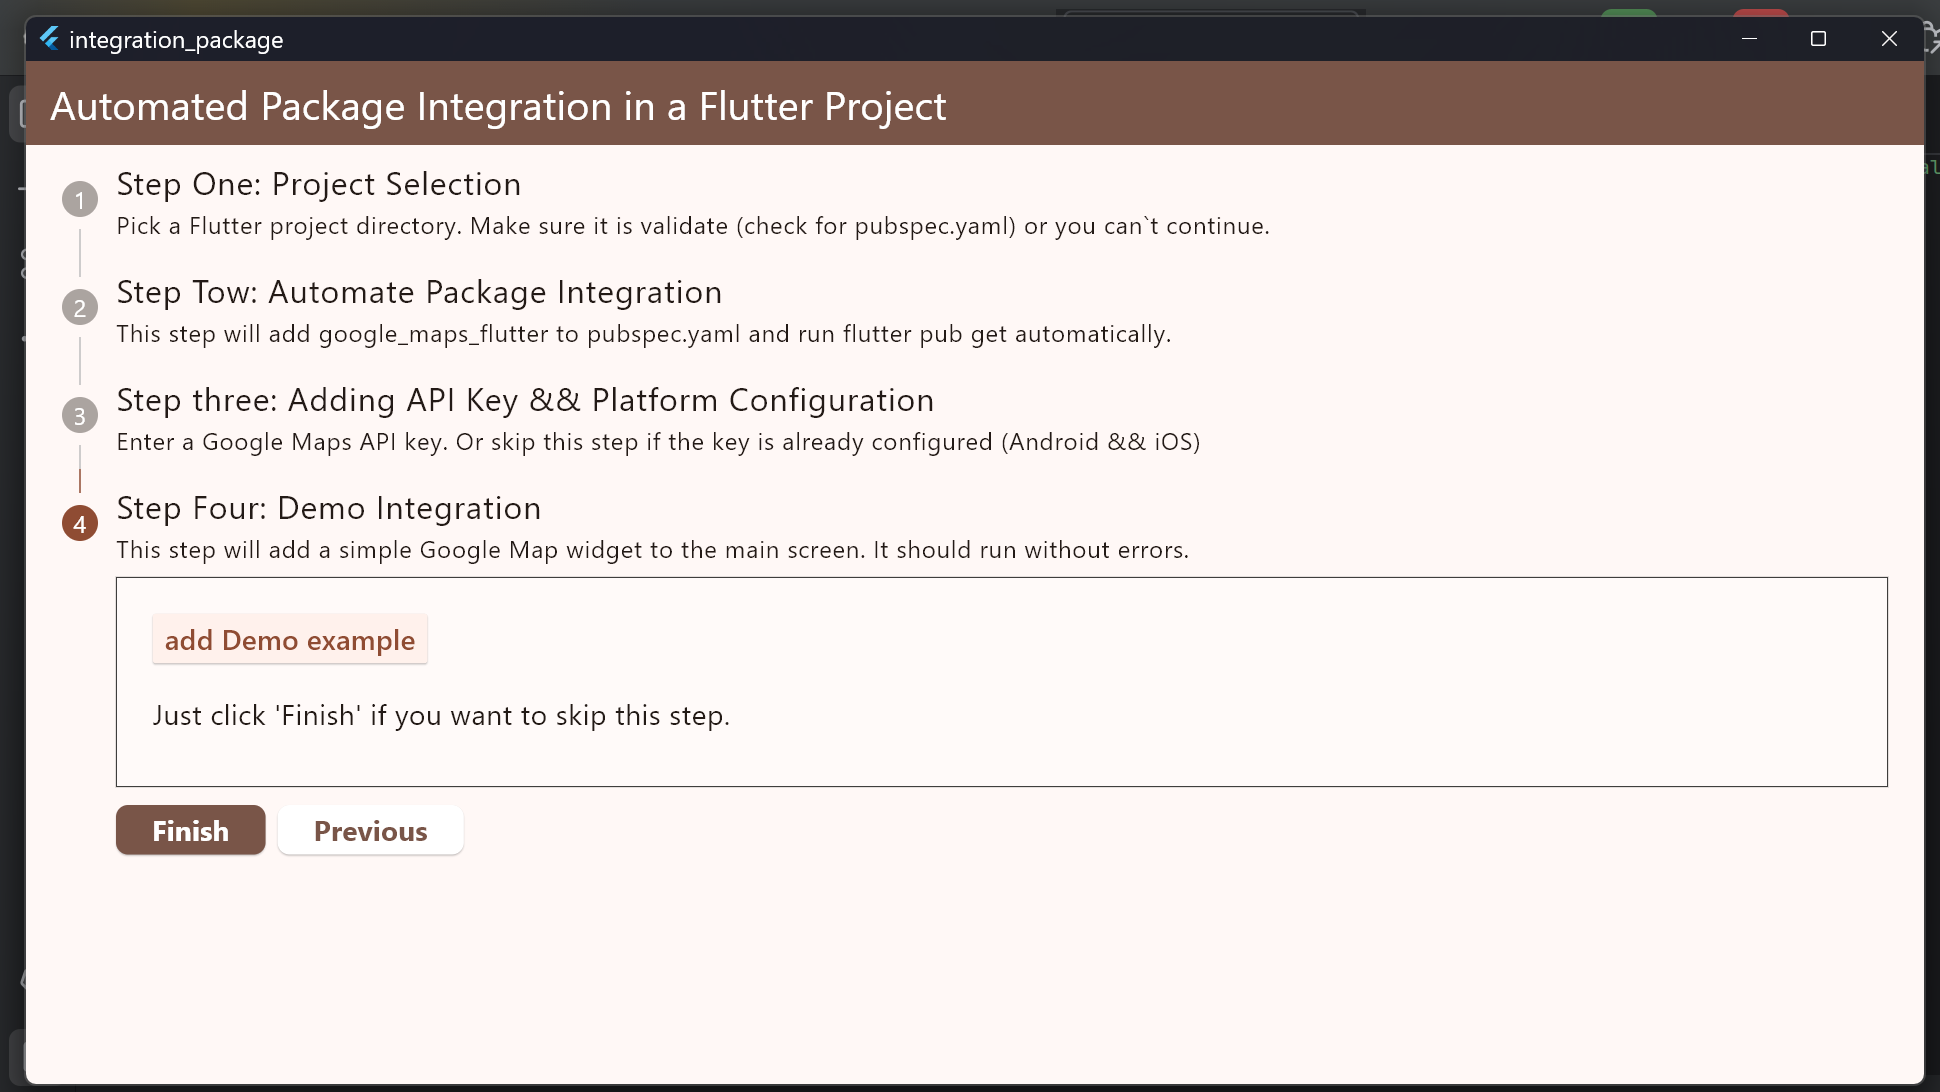 integration_package
Automated Package Integration in a Flutter Project
1
Step One: Project Selection
Pick a Flutter project directory. Make sure it is validate (check for pubspec.yaml) or you can`t continue.
2
Step Tow: Automate Package Integration
This step will add google_maps_flutter to pubspec.yaml and run flutter pub get automatically.
3
Step three: Adding API Key && Platform Configuration
Enter a Google Maps API key. Or skip this step if the key is already configured (Android && iOS)
4
Step Four: Demo Integration
This step will add a simple Google Map widget to the main screen. It should run without errors.
add Demo example
Just click 'Finish' if you want to skip this step.
Finish Previous